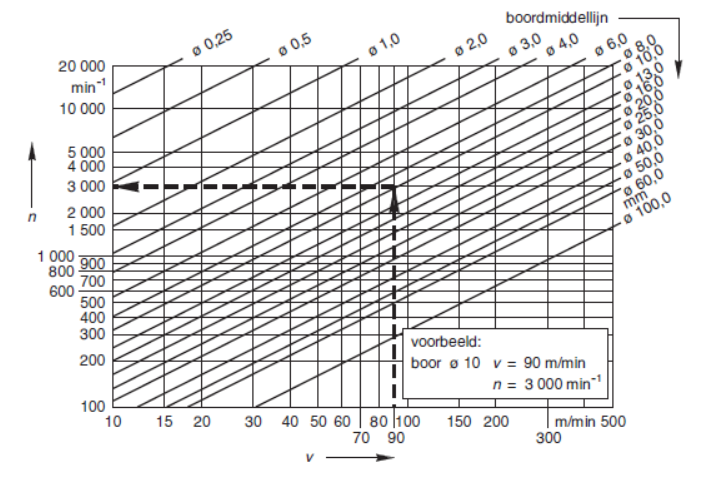 boordmiddellijn
ø 0,25
ø 0,5
ø 1,0
ø 2,0
ø 3,0
ø 4,0
ø 6,0
ø 8,0
ø 10,0
ø 13,0
ø 16,0
ø 20,0
ø 25,0
ø 30,0
ø 40,0
ø 50,0
ø 60,0
mm
ø 100,0
20 000
min⁻¹
10 000
5 000
4 000
3 000
n
2 000
1 500
1 000
900
800
700
600
500
400
300
200
100
voorbeeld:
boor ø 10 v = 90 m/min
n = 3 000 min⁻¹
10 15 20 30 40 50 60 80 100 150 200 m/min 500
70 90 300
v